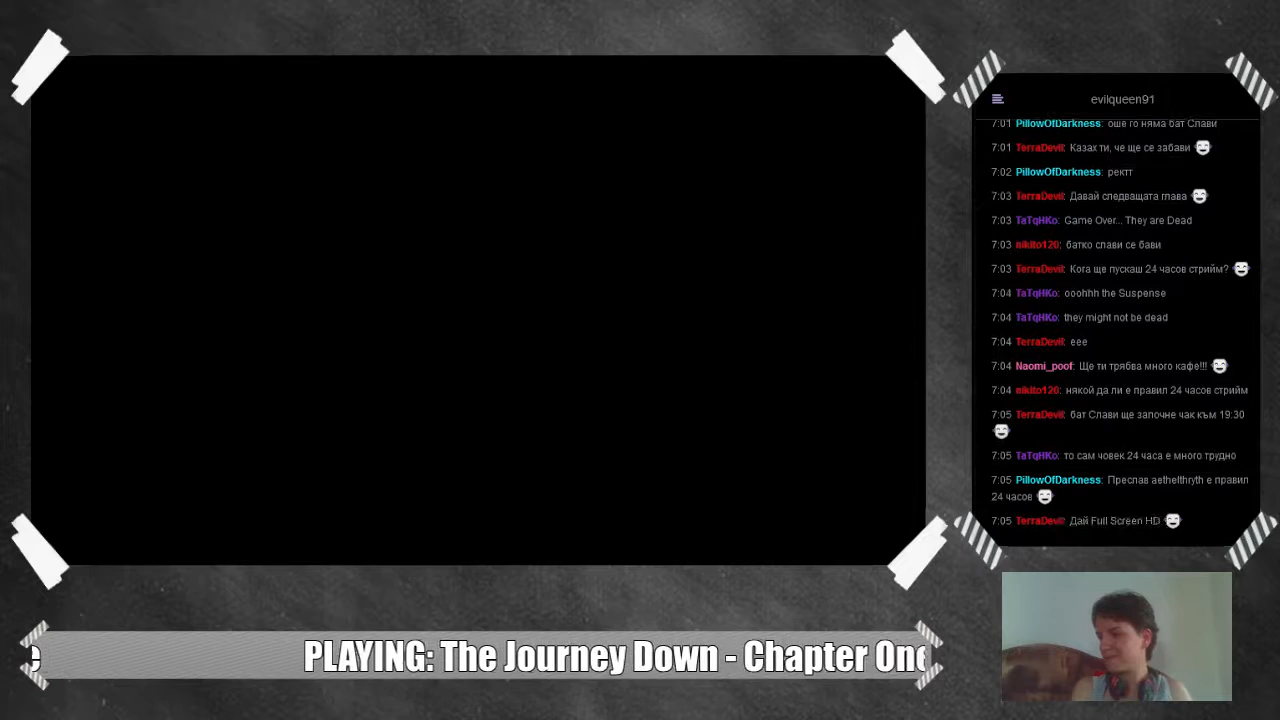 evilqueen91
7:01 PillowOfDarkness: оше го няма бат Слави
7:01 TerraDevil: Казах ти, че ще се забави
7:02 PillowOfDarkness: ректт
7:03 TerraDevil: Давай следващата глава
7:03 TaTqHKo: Game Over... They are Dead
7:03 nikito120: батко слави се бави
7:03 TerraDevil: Кога ще пускаш 24 часов стрийм?
7:04 TaTqHKo: ooohhh the Suspense
7:04 TaTqHKo: they might not be dead
7:04 TerraDevil: eee
7:04 Naomi_poof: Ще ти трябва много кафе!!!
7:04 nikito120: някой да ли е правил 24 часов стрийм
7:05 TerraDevil: бат Слави ще започне чак към 19:30
7:05 TaTqHKo: то сам човек 24 часа е много трудно
7:05 PillowOfDarkness: Преслав aethelthryth е правил
24 часов
7:05 TerraDevil: Дай Full Screen HD
e PLAYING: The Journey Down - Chapter One